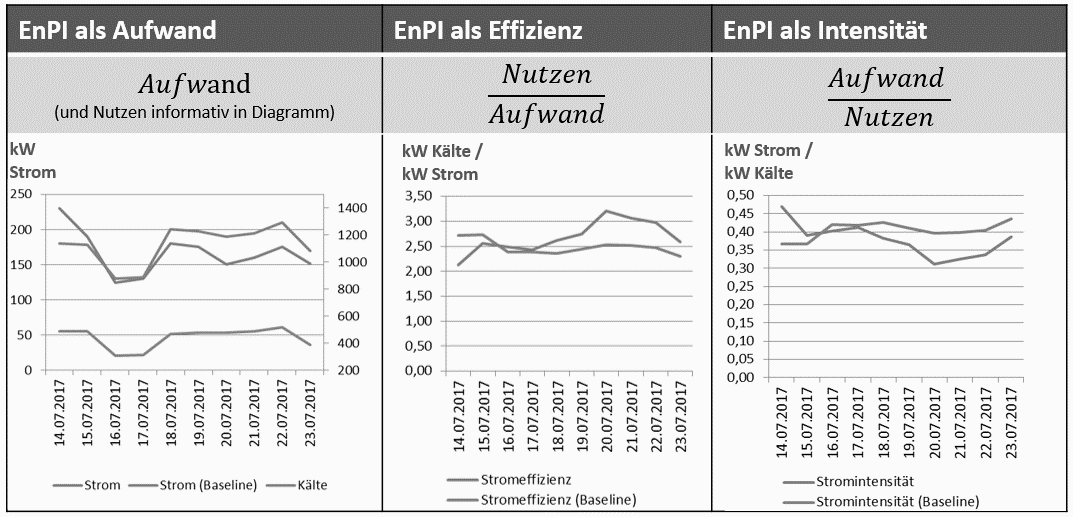 EnPI als Aufwand
Aufwand
(und Nutzen informativ in Diagramm)
kW
Strom
250
200
150
100
50
0
1400
1200
1000
800
600
400
200
14.07.2017
15.07.2017
16.07.2017
17.07.2017
18.07.2017
19.07.2017
20.07.2017
21.07.2017
22.07.2017
23.07.2017
Strom
Strom (Baseline)
Kälte
EnPI als Effizienz
Nutzen
Aufwand
kW Kälte /
kW Strom
3,50
3,00
2,50
2,00
1,50
1,00
0,50
0,00
14.07.2017
15.07.2017
16.07.2017
17.07.2017
18.07.2017
19.07.2017
20.07.2017
21.07.2017
22.07.2017
23.07.2017
Stromeffizienz
Stromeffizienz (Baseline)
EnPI als Intensität
Aufwand
Nutzen
kW Strom /
kW Kälte
0,50
0,45
0,40
0,35
0,30
0,25
0,20
0,15
0,10
0,05
0,00
14.07.2017
15.07.2017
16.07.2017
17.07.2017
18.07.2017
19.07.2017
20.07.2017
21.07.2017
22.07.2017
23.07.2017
Stromintensität
Stromintensität (Baseline)